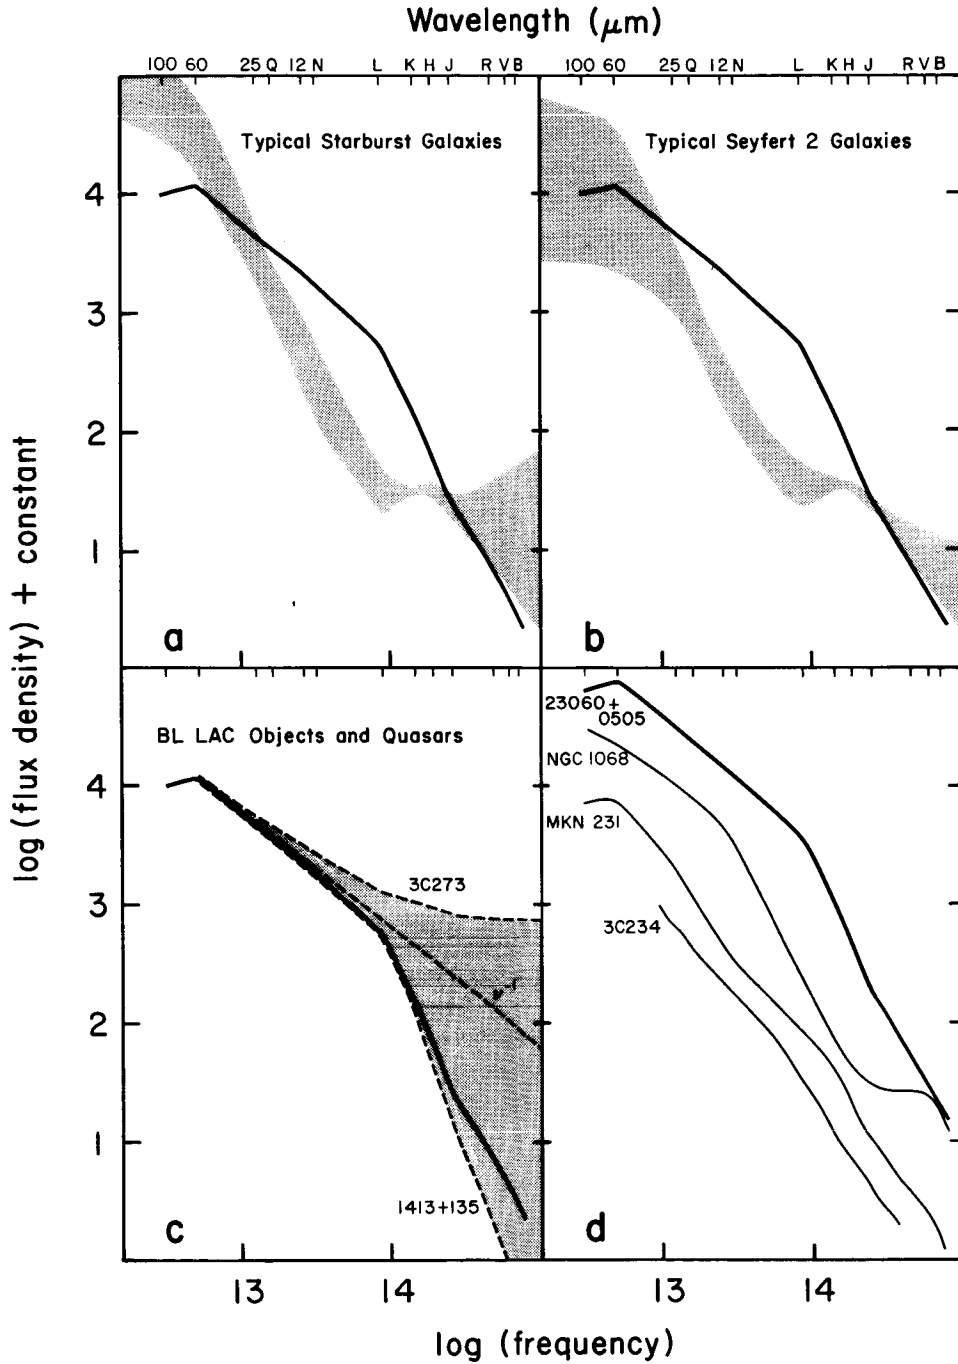 Wavelength (μm)
100 60 25 Q 12 N L K H J R V B
100 60 25 Q 12 N L K H J R V B
Typical Starburst Galaxies
Typical Seyfert 2 Galaxies
4
3
2
1
a
b
log (flux density) + constant
BL LAC Objects and Quasars
3C273
1413+135
4
3
2
1
c
23060+
0505
NGC 1068
MKN 231
3C234
d
13
14
13
14
log (frequency)